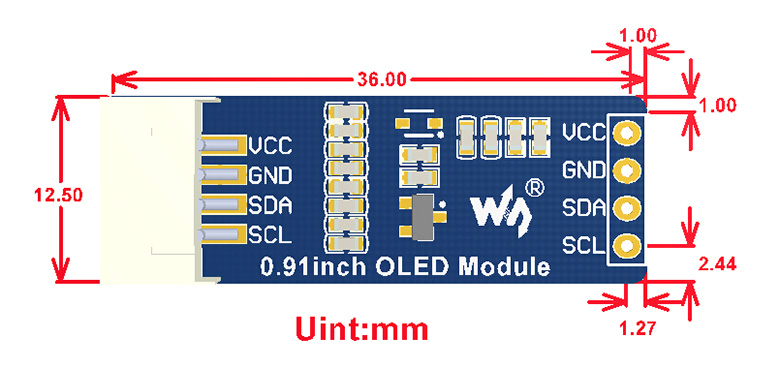 1.00
36.00
1.00
VCC
GND
SDA
SCL
VCC
GND
SDA
SCL
®
12.50
0.91inch OLED Module
2.44
1.27
Uint:mm